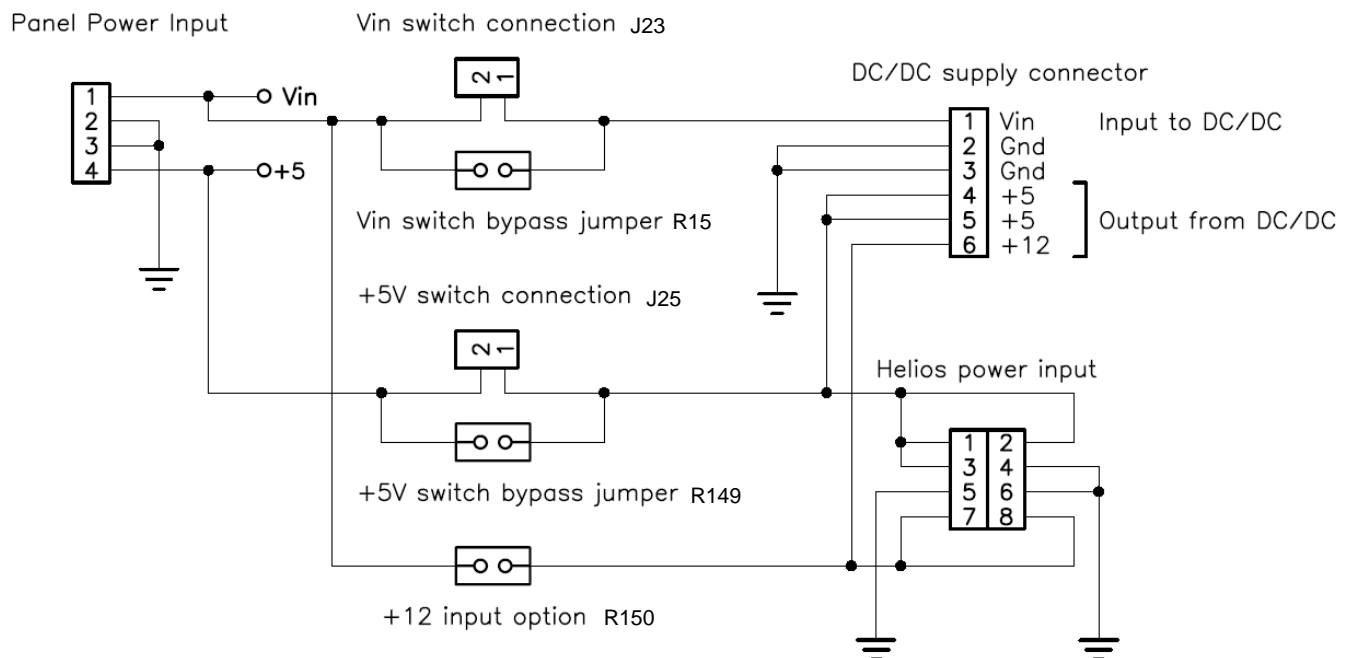 Panel Power Input
Vin switch connection J23
2 1
DC/DC supply connector
1
2
3
4
Vin
+5
1 Vin Input to DC/DC
2 Gnd
3 Gnd
4 +5
5 +5 Output from DC/DC
6 +12
Vin switch bypass jumper R15
+5V switch connection J25
2 1
Helios power input
1 2
3 4
5 6
7 8
+5V switch bypass jumper R149
+12 input option R150